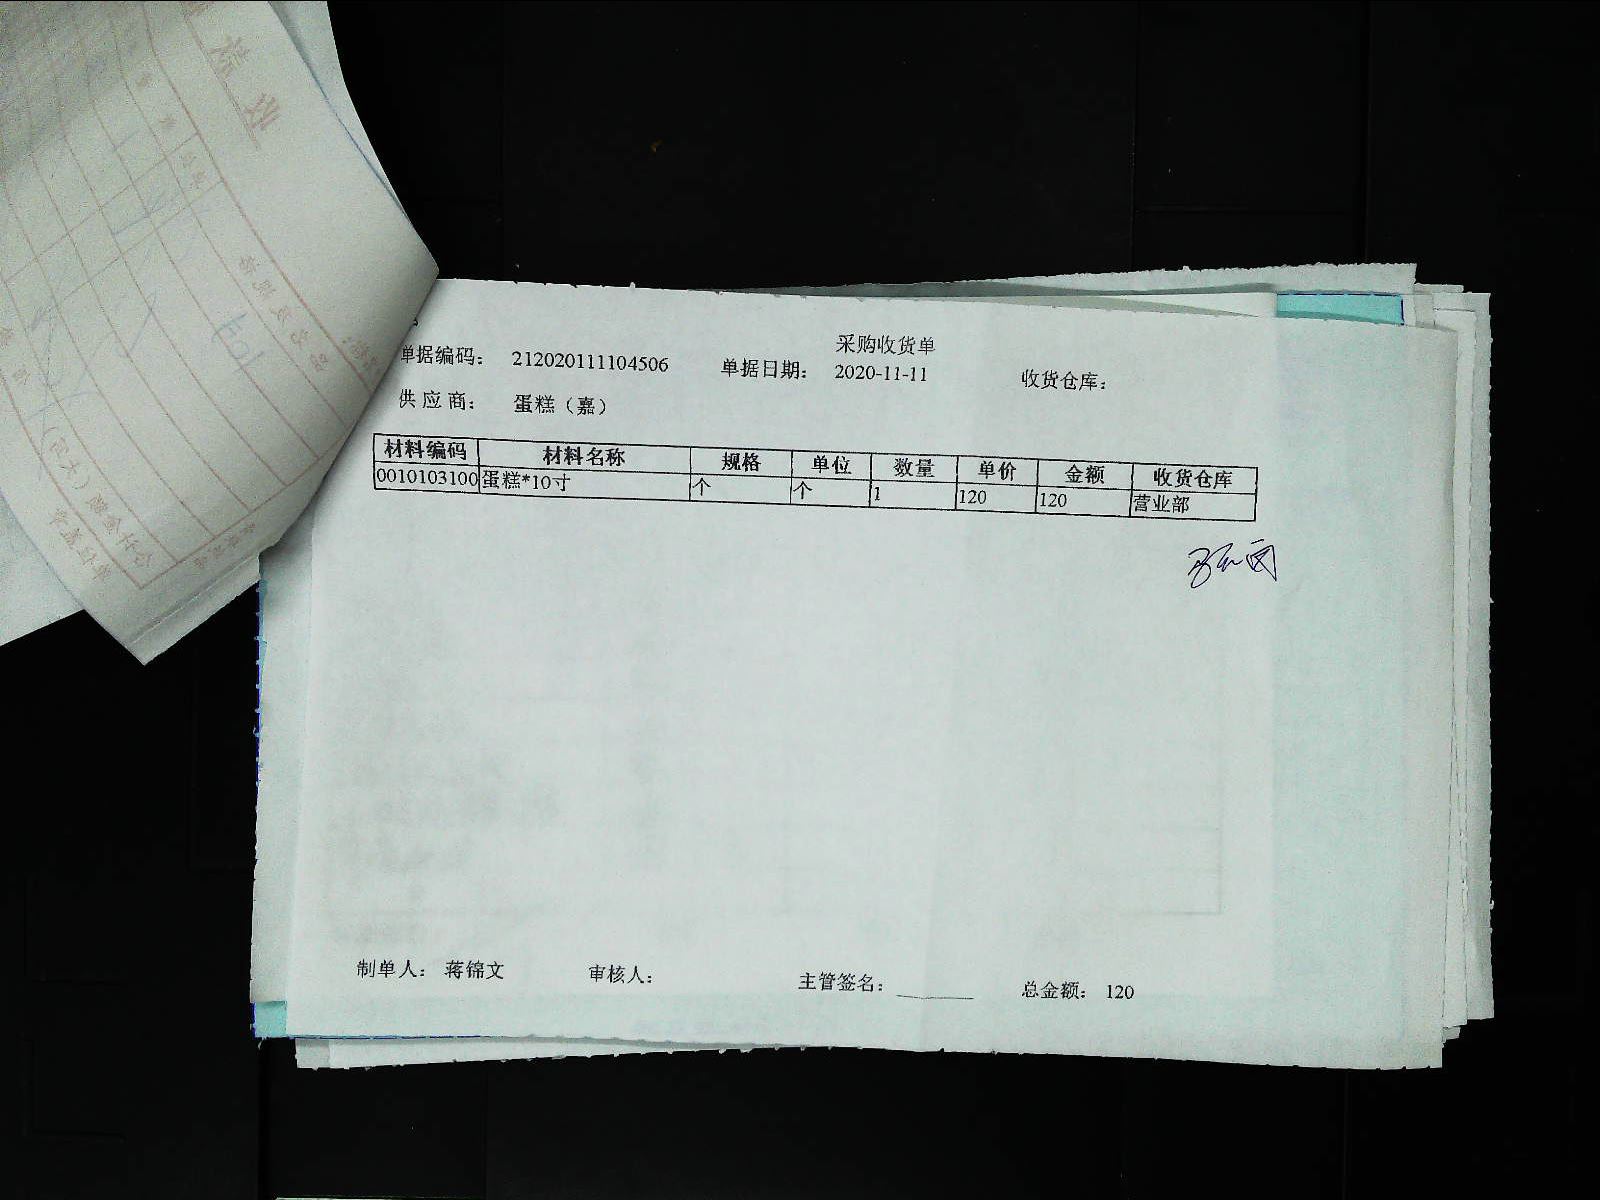 采购收货单
单据编码： 212020111104506 单据日期： 2020-11-11 收货仓库：
供应商： 蛋糕（嘉）
材料编码 材料名称 规格 单位 数量 单价 金额 收货仓库
0010103100 蛋糕*10寸 个 个 1 120 120 营业部
制单人： 蒋锦文 审核人： 主管签名： ________ 总金额： 120